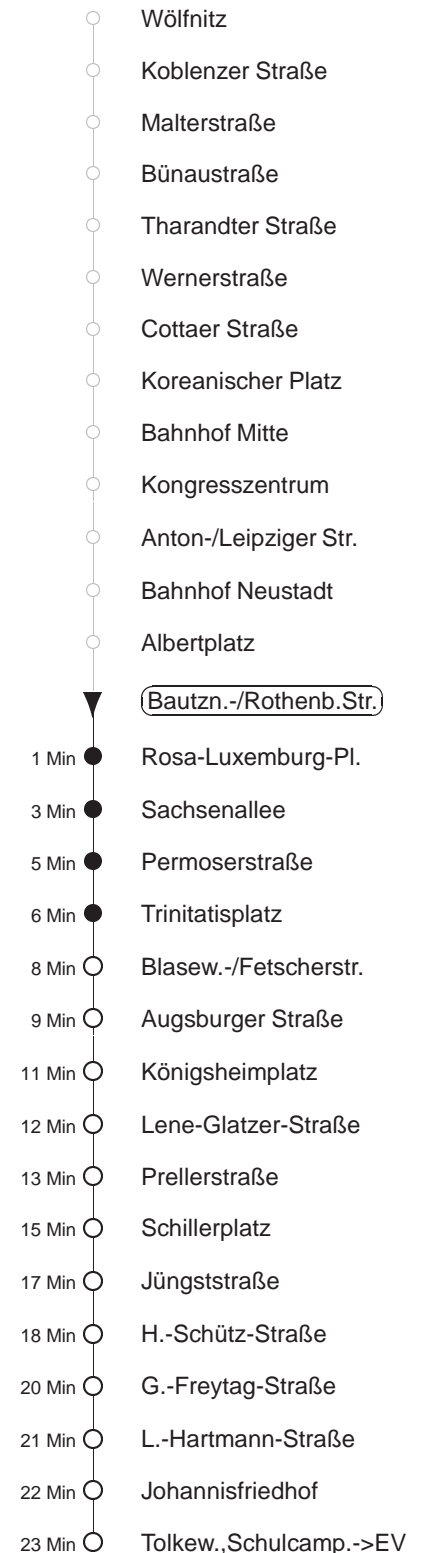 Wölfnitz
Koblenzer Straße
Malterstraße
Bünaustraße
Tharandter Straße
Wernerstraße
Cottaer Straße
Koreanischer Platz
Bahnhof Mitte
Kongresszentrum
Anton-/Leipziger Str.
Bahnhof Neustadt
Albertplatz
Bautzn.-/Rothenb.Str.
1 Min Rosa-Luxemburg-Pl.
3 Min Sachsenallee
5 Min Permoserstraße
6 Min Trinitatisplatz
8 Min Blasew.-/Fetscherstr.
9 Min Augsburger Straße
11 Min Königsheimplatz
12 Min Lene-Glatzer-Straße
13 Min Prellerstraße
15 Min Schillerplatz
17 Min Jüngststraße
18 Min H.-Schütz-Straße
20 Min G.-Freytag-Straße
21 Min L.-Hartmann-Straße
22 Min Johannisfriedhof
23 Min Tolkew.,Schulcamp.->EV